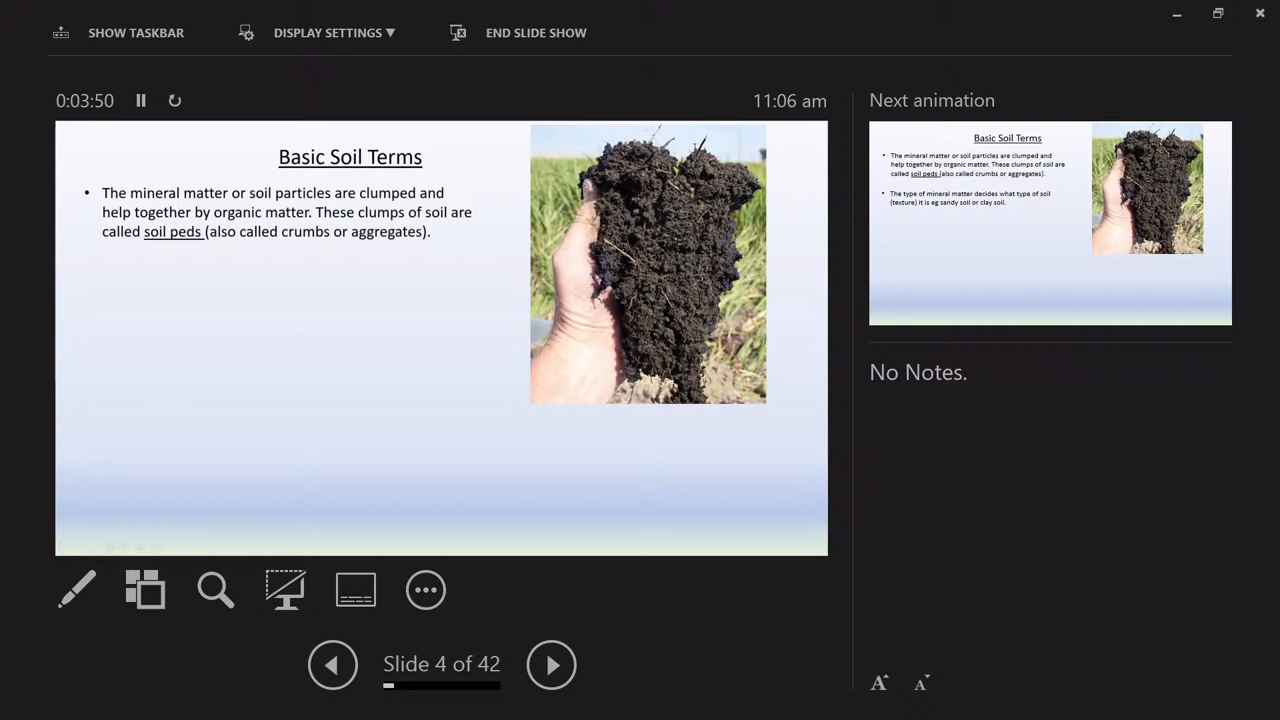 SHOW TASKBAR
DISPLAY SETTINGS ▼
END SLIDE SHOW
0:03:50
11:06 am
Basic Soil Terms
• The mineral matter or soil particles are clumped and
help together by organic matter. These clumps of soil are
called soil peds (also called crumbs or aggregates).
Next animation
Basic Soil Terms
• The mineral matter or soil particles are clumped and
help together by organic matter. These clumps of soil are
called soil peds (also called crumbs or aggregates).
• The type of mineral matter decides what type of soil
(texture) it is eg sandy soil or clay soil.
No Notes.
Slide 4 of 42
A A